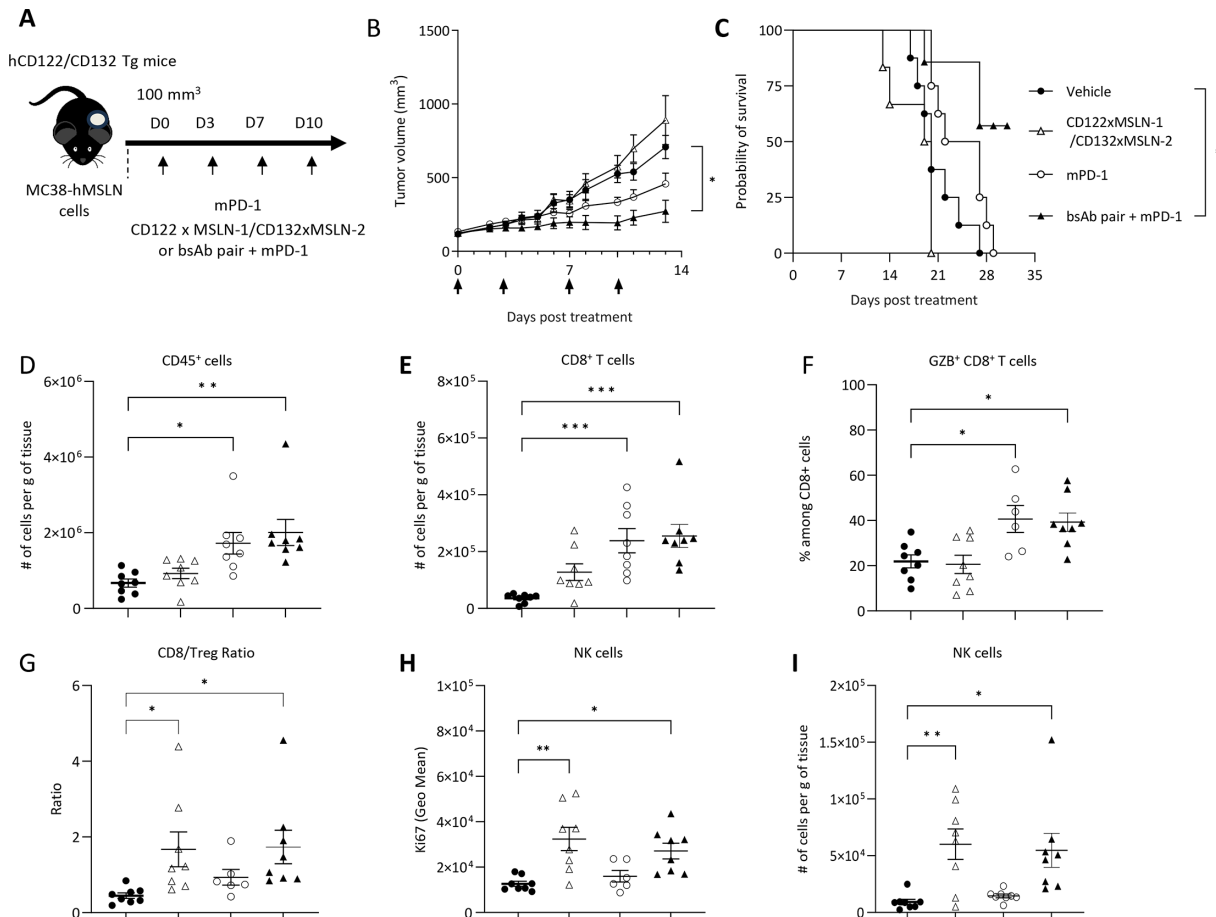 A
hCD122/CD132 Tg mice
100 mm³
D0 D3 D7 D10
MC38-hMSLN
cells
mPD-1
CD122 x MSLN-1/CD132xMSLN-2
or bsAb pair + mPD-1
B
Tumor volume (mm³)
1500
1000
500
0
0 7 14
Days post treatment
*
C
Probability of survival
100
75
50
25
0
0 7 14 21 28 35
Days post treatment
Vehicle
CD122xMSLN-1
/CD132xMSLN-2
mPD-1
bsAb pair + mPD-1
D
CD45⁺ cells
# of cells per g of tissue
6×10⁶
4×10⁶
2×10⁶
0
**
*
E
CD8⁺ T cells
# of cells per g of tissue
8×10⁵
6×10⁵
4×10⁵
2×10⁵
0
***
***
F
GZB⁺ CD8⁺ T cells
% among CD8+ cells
100
80
60
40
20
0
*
*
G
CD8/Treg Ratio
Ratio
6
4
2
0
*
*
H
NK cells
Ki67 (Geo Mean)
1×10⁵
8×10⁴
6×10⁴
4×10⁴
2×10⁴
0
*
**
I
NK cells
# of cells per g of tissue
2×10⁵
1.5×10⁵
1×10⁵
5×10⁴
0
*
**